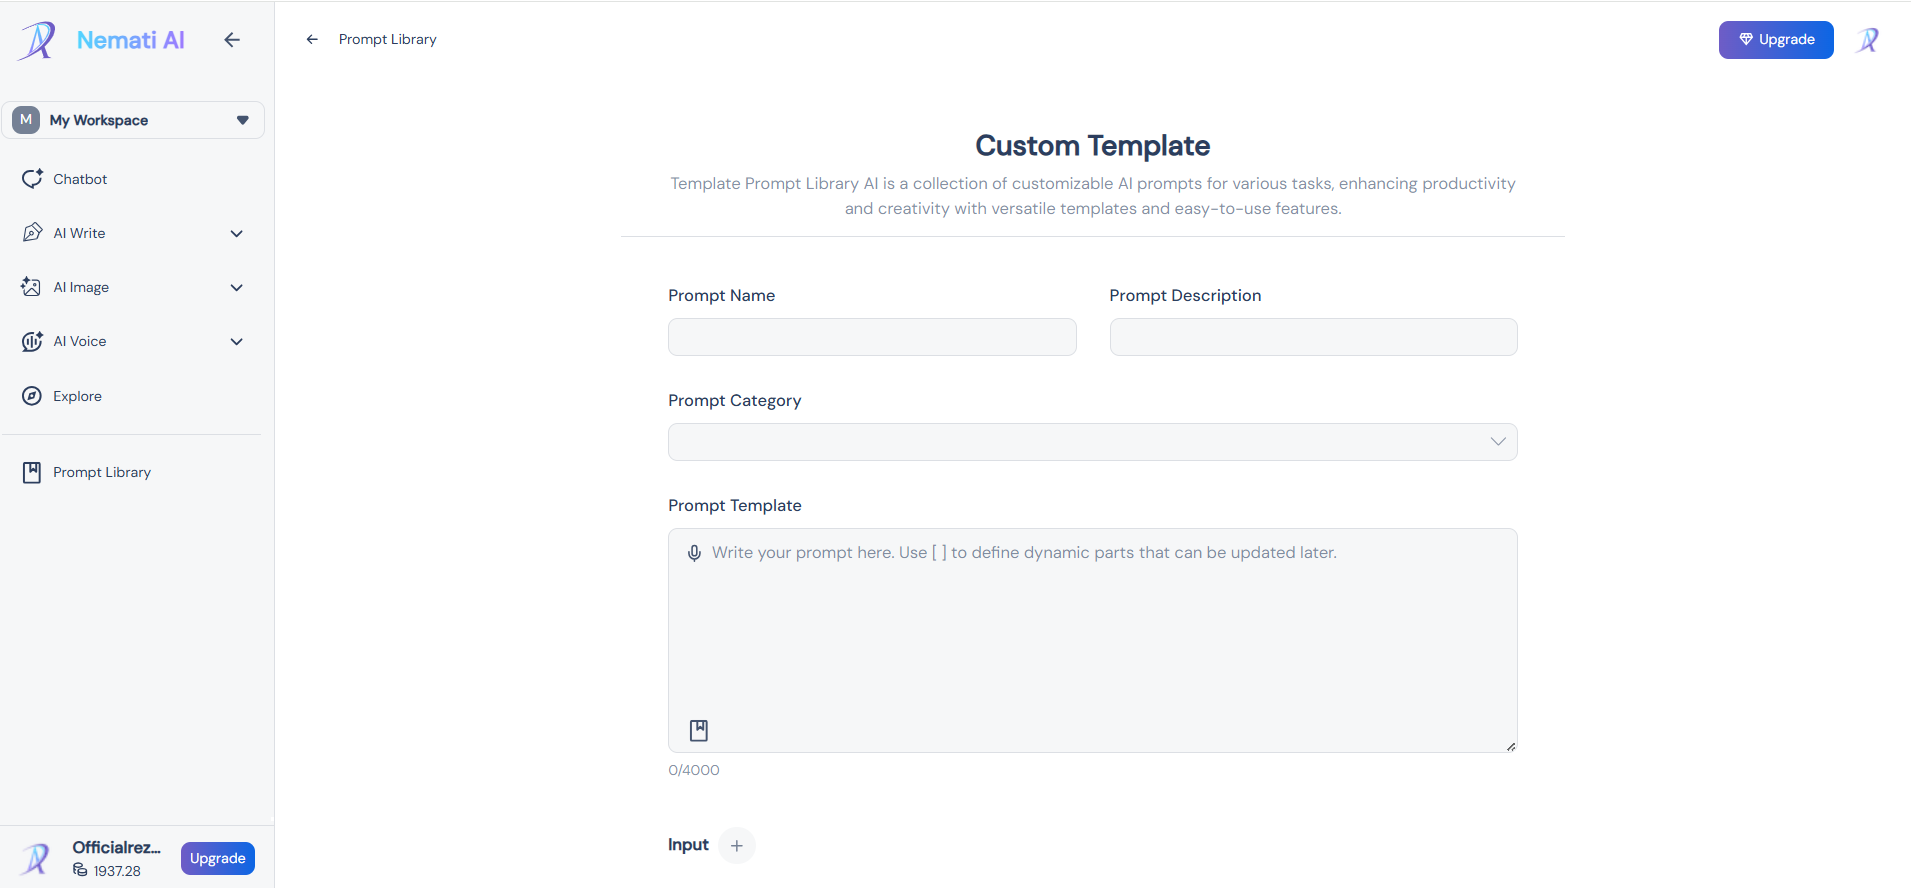 Nemati AI
M My Workspace
Chatbot
AI Write
AI Image
AI Voice
Explore
Prompt Library
Officialrez...
1937.28
Upgrade
Prompt Library
Upgrade
Custom Template
Template Prompt Library AI is a collection of customizable AI prompts for various tasks, enhancing productivity
and creativity with versatile templates and easy-to-use features.
Prompt Name
Prompt Description
Prompt Category
Prompt Template
Write your prompt here. Use [ ] to define dynamic parts that can be updated later.
0/4000
Input +